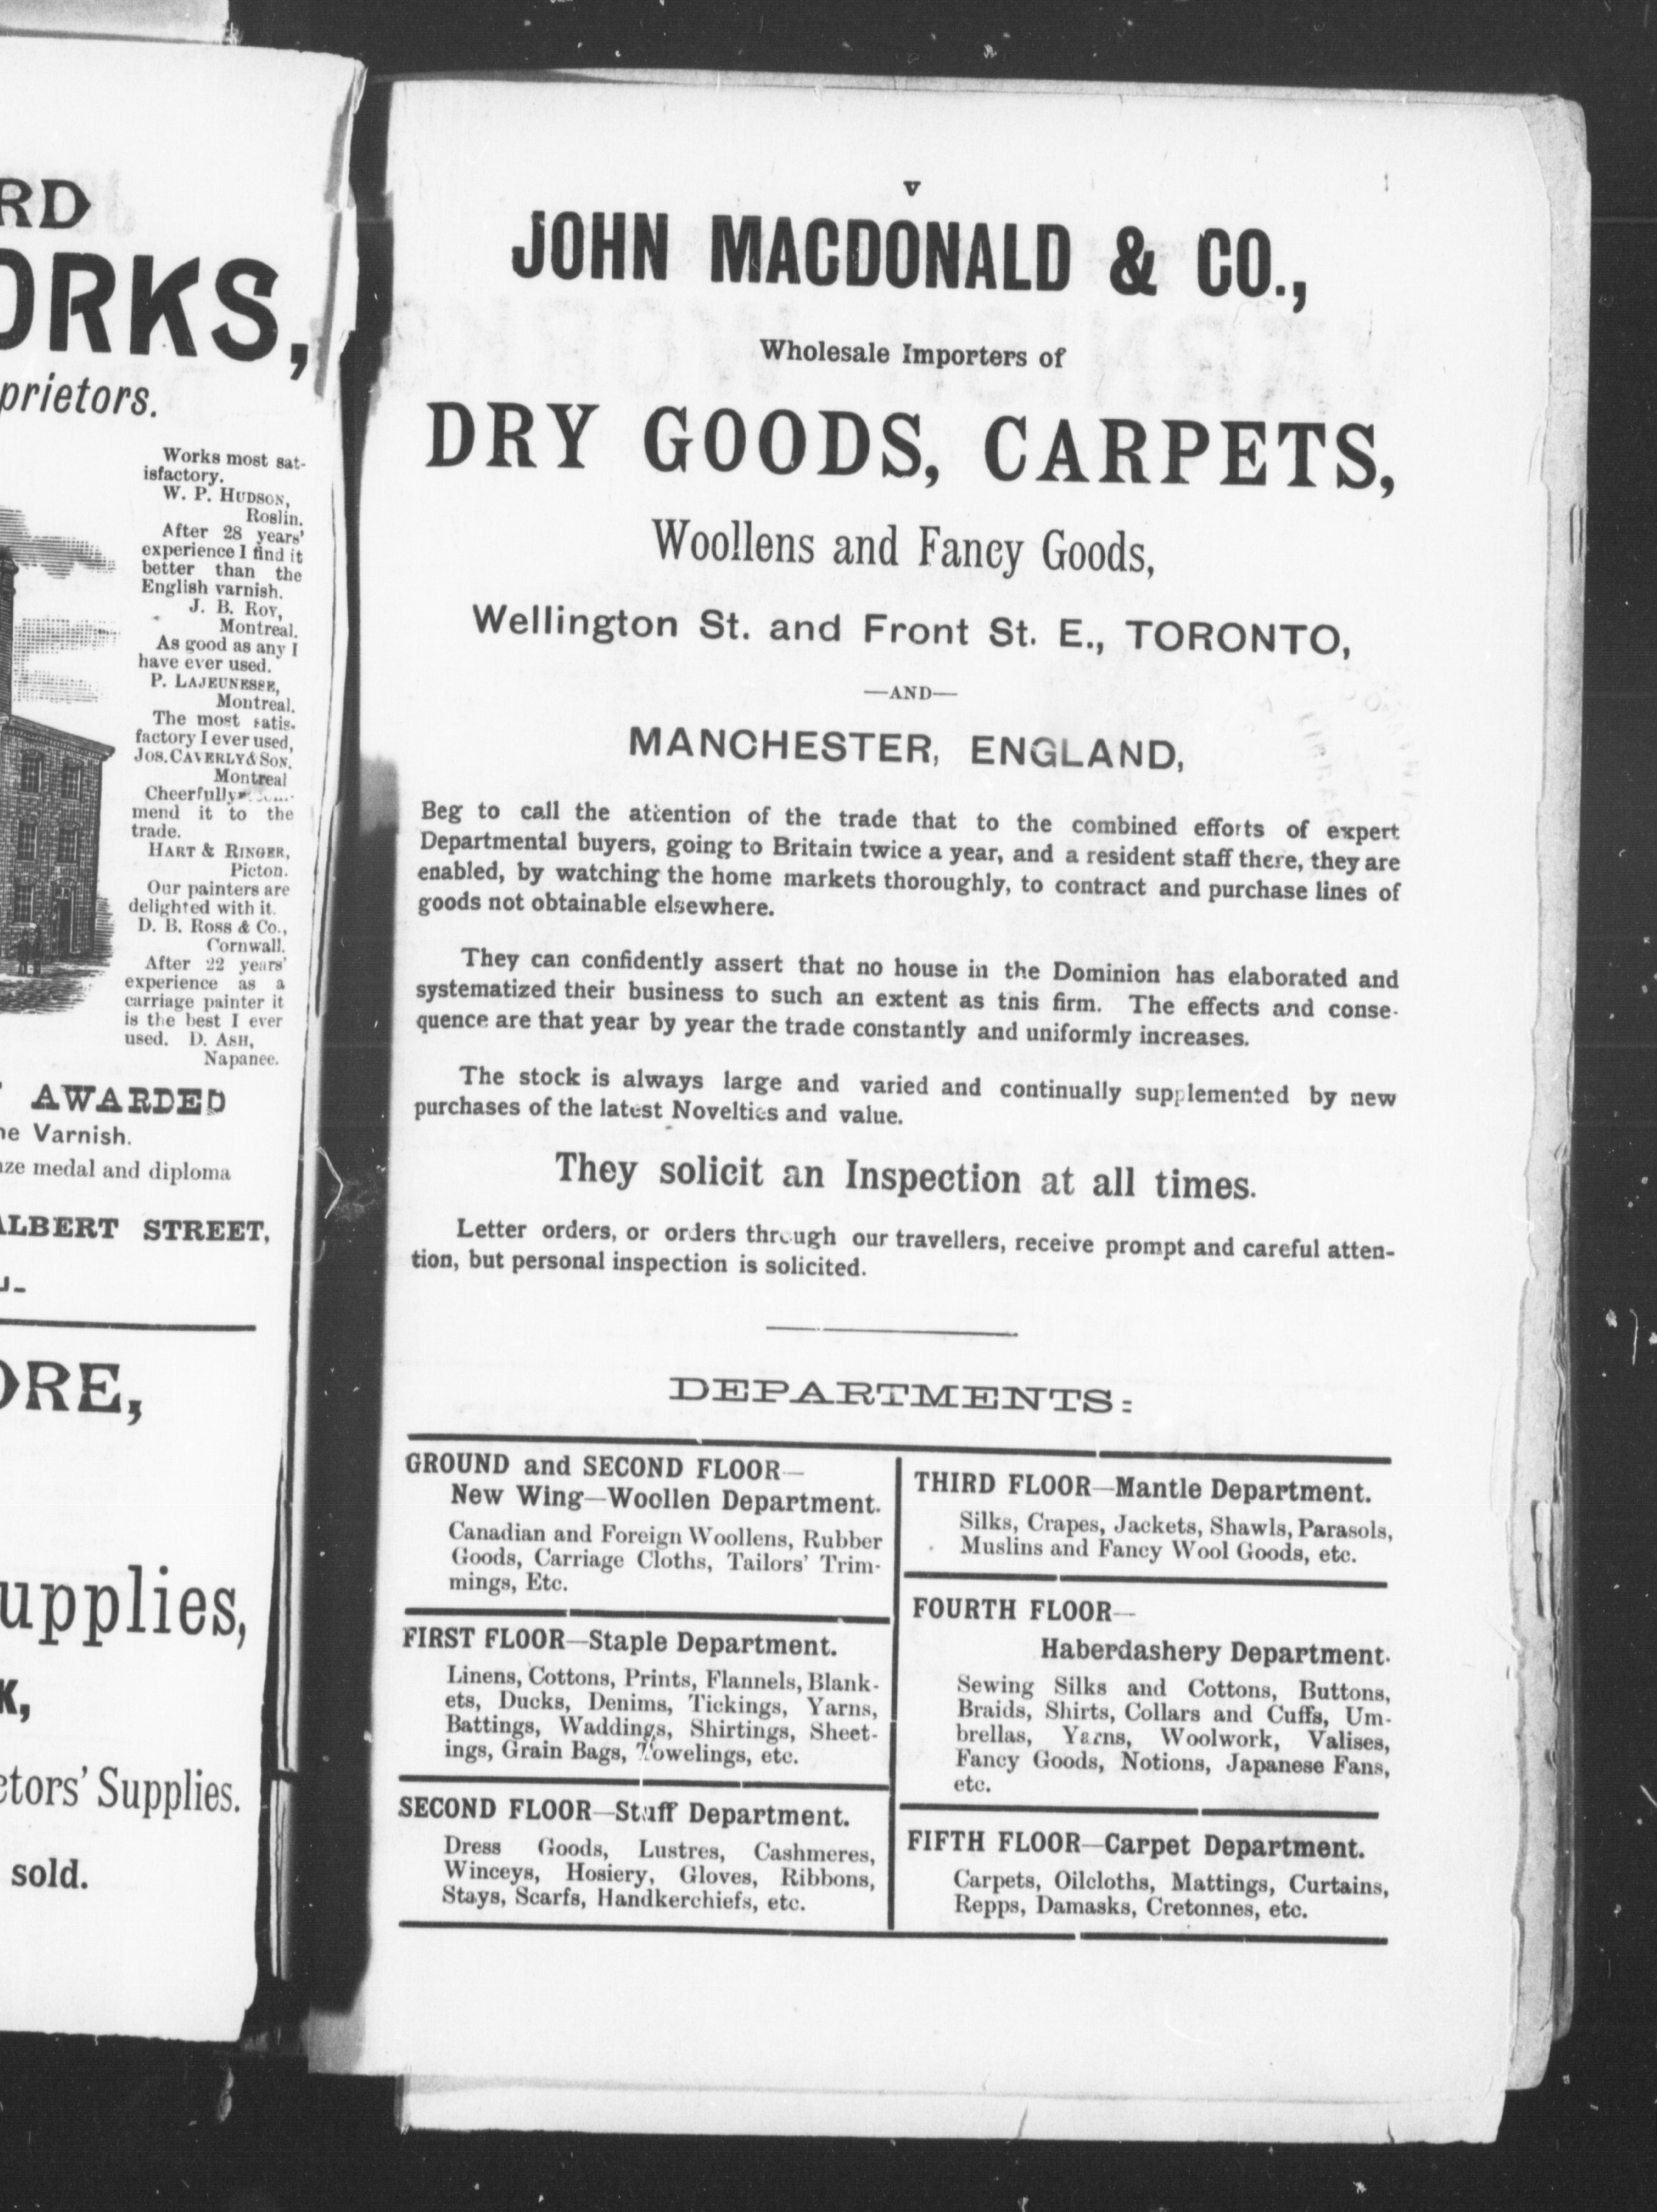 RD
ORKS,
prietors.
Works most sat-
isfactory.
W. P. HUDSON,
Roslin.
After 28 years'
experience I find it
better than the
English varnish.
J. B. ROY,
Montreal.
As good as any I
have ever used.
P. LAJEUNESSE,
Montreal.
The most satis-
factory I ever used,
JOS. CAVERLY & SON,
Montreal
Cheerfully
mend it to the
trade.
HART & RINGER,
Picton.
Our painters are
delighted with it.
D. B. ROSS & Co.,
Cornwall.
After 22 years'
experience as a
carriage painter it
is the best I ever
used. D. ASH,
Napanee.
AWARDED
ne Varnish.
nze medal and diploma
ALBERT STREET,
ORE,
upplies,
K,
ctors' Supplies.
sold.
V
JOHN MACDONALD & CO.,
Wholesale Importers of
DRY GOODS, CARPETS,
Woollens and Fancy Goods,
Wellington St. and Front St. E., TORONTO,
—AND—
MANCHESTER, ENGLAND,
Beg to call the attention of the trade that to the combined efforts of expert
Departmental buyers, going to Britain twice a year, and a resident staff there, they are
enabled, by watching the home markets thoroughly, to contract and purchase lines of
goods not obtainable elsewhere.
They can confidently assert that no house in the Dominion has elaborated and
systematized their business to such an extent as this firm. The effects and conse-
quence are that year by year the trade constantly and uniformly increases.
The stock is always large and varied and continually supplemented by new
purchases of the latest Novelties and value.
They solicit an Inspection at all times.
Letter orders, or orders through our travellers, receive prompt and careful atten-
tion, but personal inspection is solicited.
DEPARTMENTS:
GROUND and SECOND FLOOR—
New Wing—Woollen Department.
Canadian and Foreign Woollens, Rubber
Goods, Carriage Cloths, Tailors' Trim-
mings, Etc.
FIRST FLOOR—Staple Department.
Linens, Cottons, Prints, Flannels, Blank-
ets, Ducks, Denims, Tickings, Yarns,
Battings, Waddings, Shirtings, Sheet-
ings, Grain Bags, Towelings, etc.
SECOND FLOOR—Stuff Department.
Dress Goods, Lustres, Cashmeres,
Winceys, Hosiery, Gloves, Ribbons,
Stays, Scarfs, Handkerchiefs, etc.
THIRD FLOOR—Mantle Department.
Silks, Crapes, Jackets, Shawls, Parasols,
Muslins and Fancy Wool Goods, etc.
FOURTH FLOOR—
Haberdashery Department.
Sewing Silks and Cottons, Buttons,
Braids, Shirts, Collars and Cuffs, Um-
brellas, Yarns, Woolwork, Valises,
Fancy Goods, Notions, Japanese Fans,
etc.
FIFTH FLOOR—Carpet Department.
Carpets, Oilcloths, Mattings, Curtains,
Repps, Damasks, Cretonnes, etc.